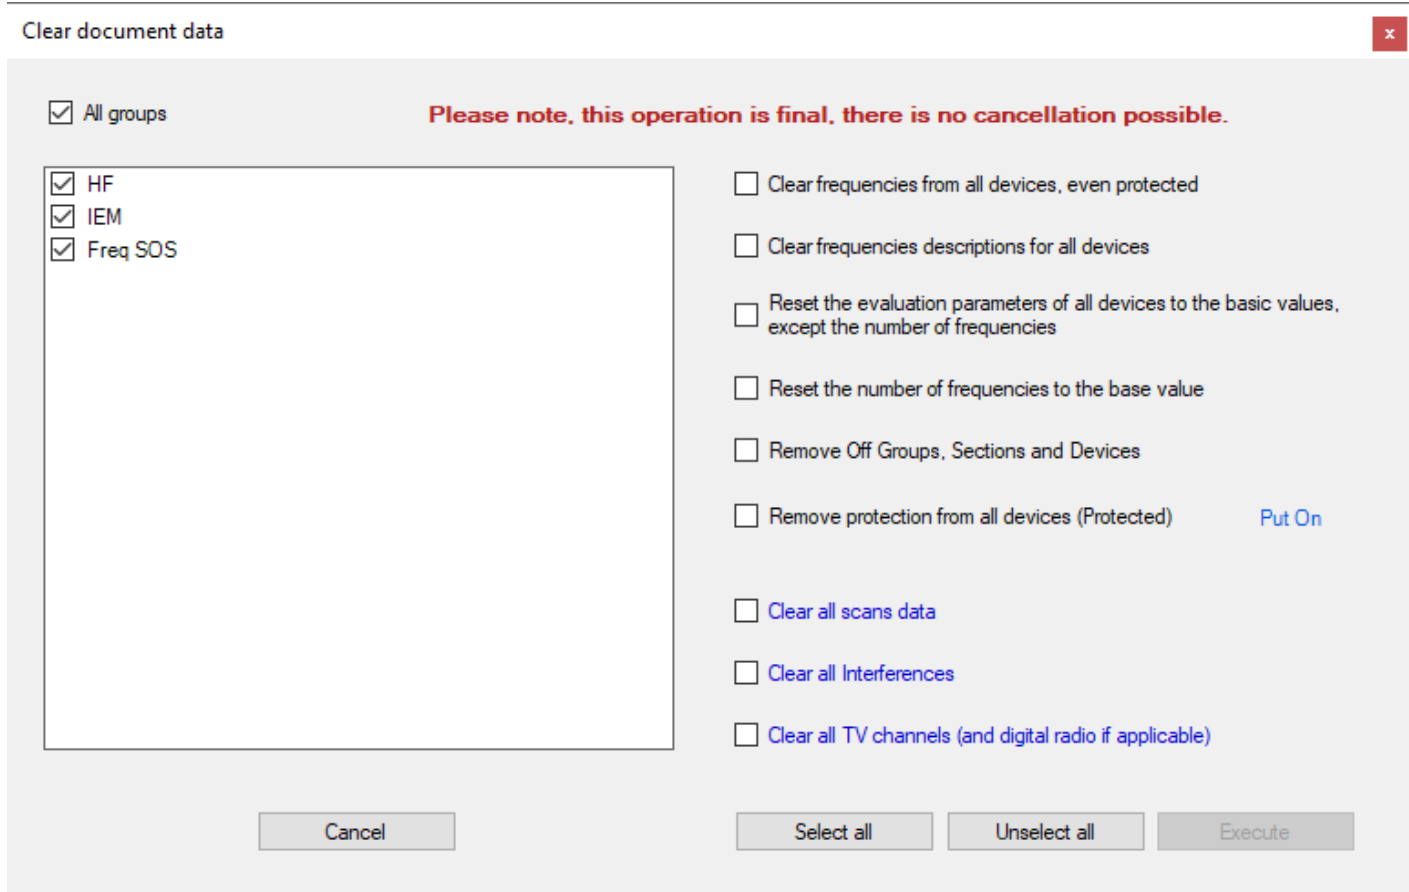 Clear document data
x
All groups
Please note, this operation is final, there is no cancellation possible.
HF
IEM
Freq SOS
Clear frequencies from all devices, even protected
Clear frequencies descriptions for all devices
Reset the evaluation parameters of all devices to the basic values,
except the number of frequencies
Reset the number of frequencies to the base value
Remove Off Groups, Sections and Devices
Remove protection from all devices (Protected)
Put On
Clear all scans data
Clear all Interferences
Clear all TV channels (and digital radio if applicable)
Cancel
Select all
Unselect all
Execute